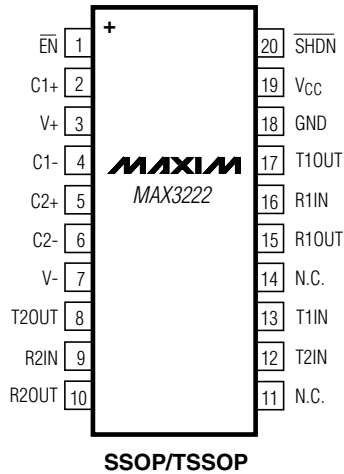 +
EN 1 20 SHDN
C1+ 2 19 VCC
V+ 3 18 GND
C1- 4 MAXIM 17 T1OUT
C2+ 5 MAX3222 16 R1IN
C2- 6 15 R1OUT
V- 7 14 N.C.
T2OUT 8 13 T1IN
R2IN 9 12 T2IN
R2OUT 10 11 N.C.
SSOP/TSSOP